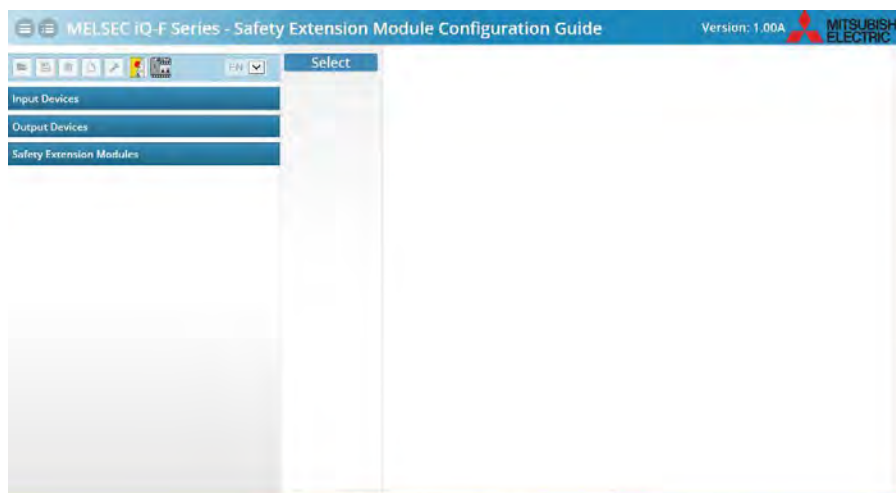 MELSEC iQ-F Series - Safety Extension Module Configuration Guide
Version: 1.00A
MITSUBISH
ELECTRIC
EN
Select
Input Devices
Output Devices
Safety Extension Modules